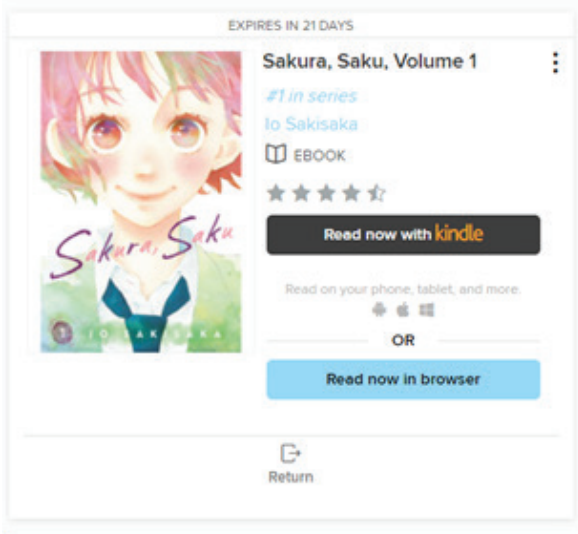 EXPIRES IN 21 DAYS
Sakura, Saku, Volume 1
#1 in series
Io Sakisaka
EBOOK
Sakura, Saku
1 IO SAKISAKA
Read now with kindle
Read on your phone, tablet, and more.
OR
Read now in browser
Return